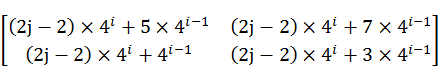 [(2j − 2) × 4^i + 5 × 4^{i−1} (2j − 2) × 4^i + 7 × 4^{i−1}
(2j − 2) × 4^i + 4^{i−1} (2j − 2) × 4^i + 3 × 4^{i−1}]